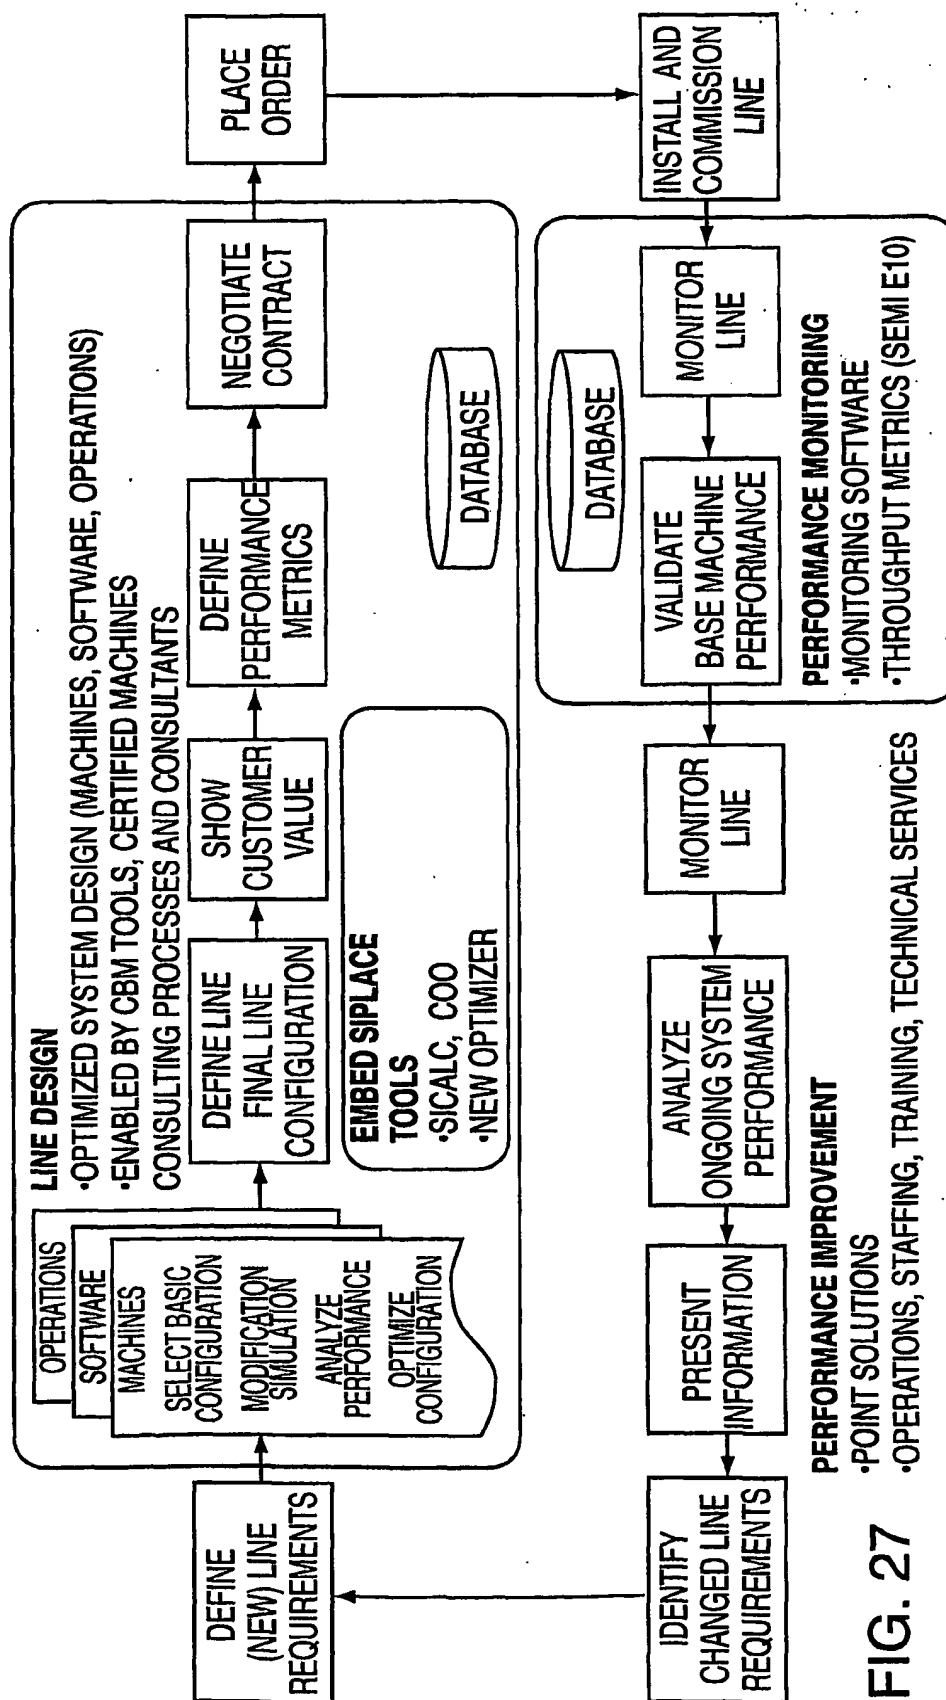 DEFINE
(NEW) LINE
REQUIREMENTS
OPERATIONS
SOFTWARE
MACHINES
SELECT BASIC
CONFIGURATION
MODIFICATION
SIMULATION
ANALYZE
PERFORMANCE
OPTIMIZE
CONFIGURATION
LINE DESIGN
•OPTIMIZED SYSTEM DESIGN (MACHINES, SOFTWARE, OPERATIONS)
•ENABLED BY CBM TOOLS, CERTIFIED MACHINES
CONSULTING PROCESSES AND CONSULTANTS
DEFINE LINE
FINAL LINE
CONFIGURATION
SHOW
CUSTOMER
VALUE
DEFINE
PERFORMANCE
METRICS
NEGOTIATE
CONTRACT
PLACE
ORDER
EMBED SIPLACE
TOOLS
•SICALC, COO
•NEW OPTIMIZER
DATABASE
DATABASE
INSTALL AND
COMMISSION
LINE
MONITOR
LINE
VALIDATE
BASE MACHINE
PERFORMANCE
PERFORMANCE MONITORING
•MONITORING SOFTWARE
•THROUGHPUT METRICS (SEMI E10)
MONITOR
LINE
ANALYZE
ONGOING SYSTEM
PERFORMANCE
PRESENT
INFORMATION
IDENTIFY
CHANGED LINE
REQUIREMENTS
PERFORMANCE IMPROVEMENT
•POINT SOLUTIONS
•OPERATIONS, STAFFING, TRAINING, TECHNICAL SERVICES
FIG. 27